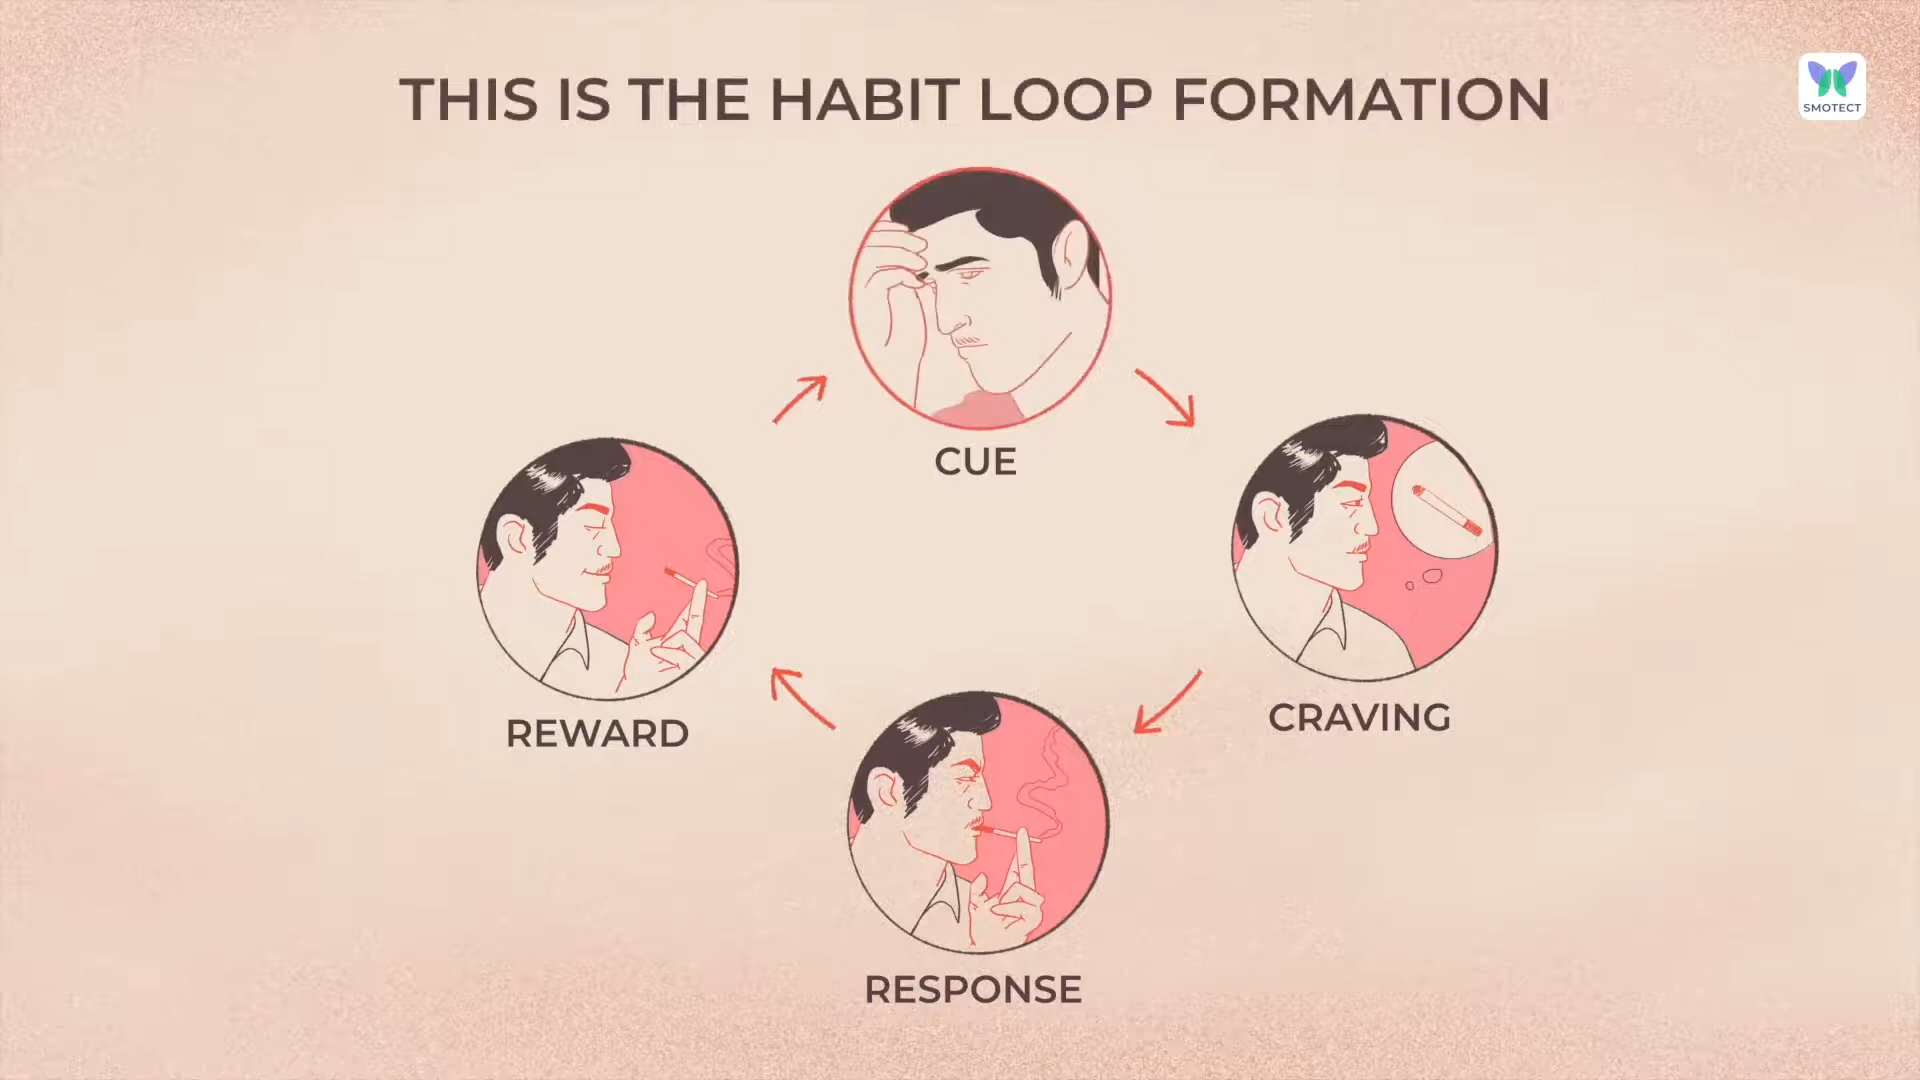 THIS IS THE HABIT LOOP FORMATION
SMOTECT
CUE
CRAVING
REWARD
RESPONSE